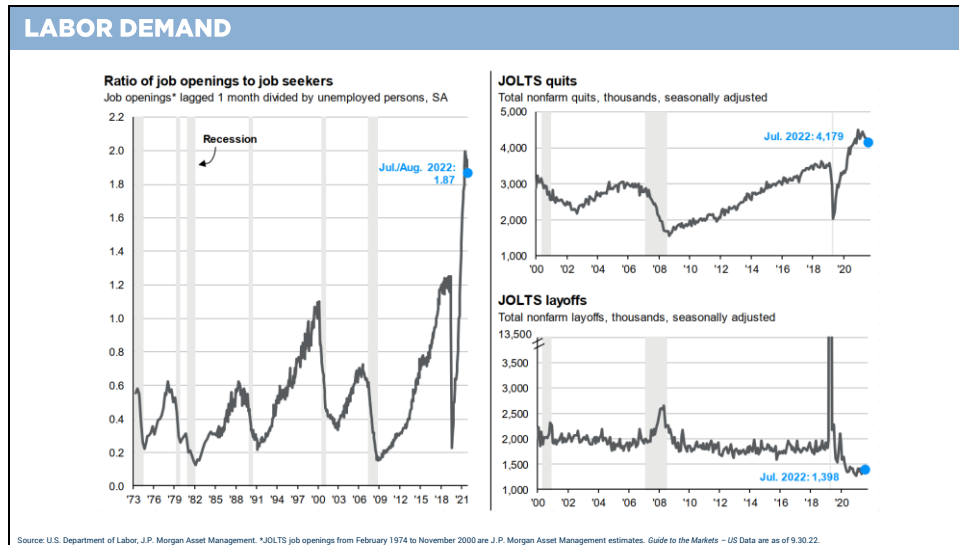 LABOR DEMAND
Ratio of job openings to job seekers
Job openings* lagged 1 month divided by unemployed persons, SA
2.2
2.0
1.8
1.6
1.4
1.2
1.0
0.8
0.6
0.4
0.2
0.0
Recession
Jul./Aug. 2022:
1.87
'73 '76 '79 '82 '85 '88 '91 '94 '97 '00 '03 '06 '09 '12 '15 '18 '21
JOLTS quits
Total nonfarm quits, thousands, seasonally adjusted
5,000
4,000
3,000
2,000
1,000
Jul. 2022: 4,179
'00 '02 '04 '06 '08 '10 '12 '14 '16 '18 '20
JOLTS layoffs
Total nonfarm layoffs, thousands, seasonally adjusted
13,500
3,500
3,000
2,500
2,000
1,500
1,000
Jul. 2022: 1,398
'00 '02 '04 '06 '08 '10 '12 '14 '16 '18 '20
Source: U.S. Department of Labor, J.P. Morgan Asset Management. *JOLTS job openings from February 1974 to November 2000 are J.P. Morgan Asset Management estimates. Guide to the Markets – US Data are as of 9.30.22.